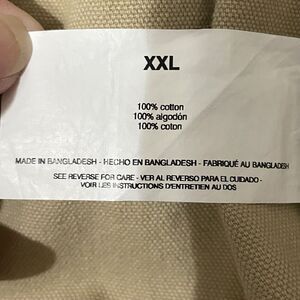 XXL
100% cotton
100% algodón
100% coton
MADE IN BANGLADESH - HECHO EN BANGLADESH - FABRIQUÉ AU BANGLADESH
SEE REVERSE FOR CARE - VER AL REVERSO PARA EL CUIDADO -
VOIR LES INSTRUCTIONS D'ENTRETIEN AU DOS